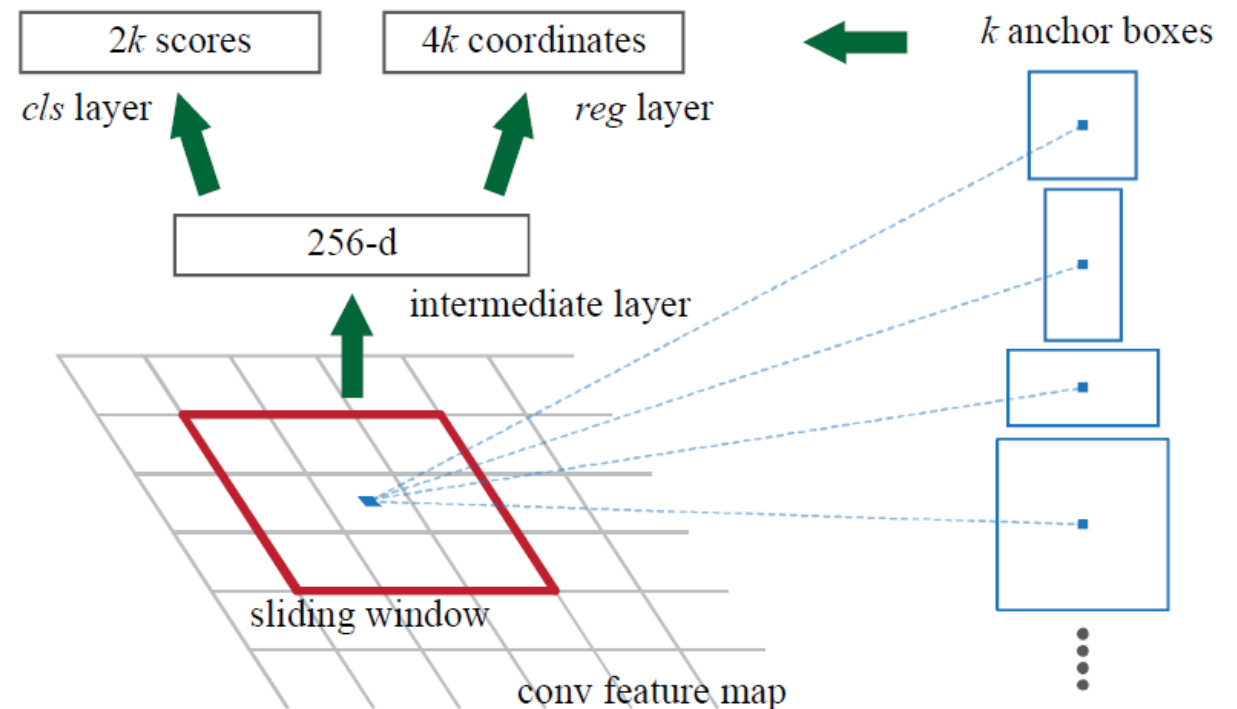 2k scores
4k coordinates
k anchor boxes
cls layer
reg layer
256-d
intermediate layer
sliding window
conv feature map